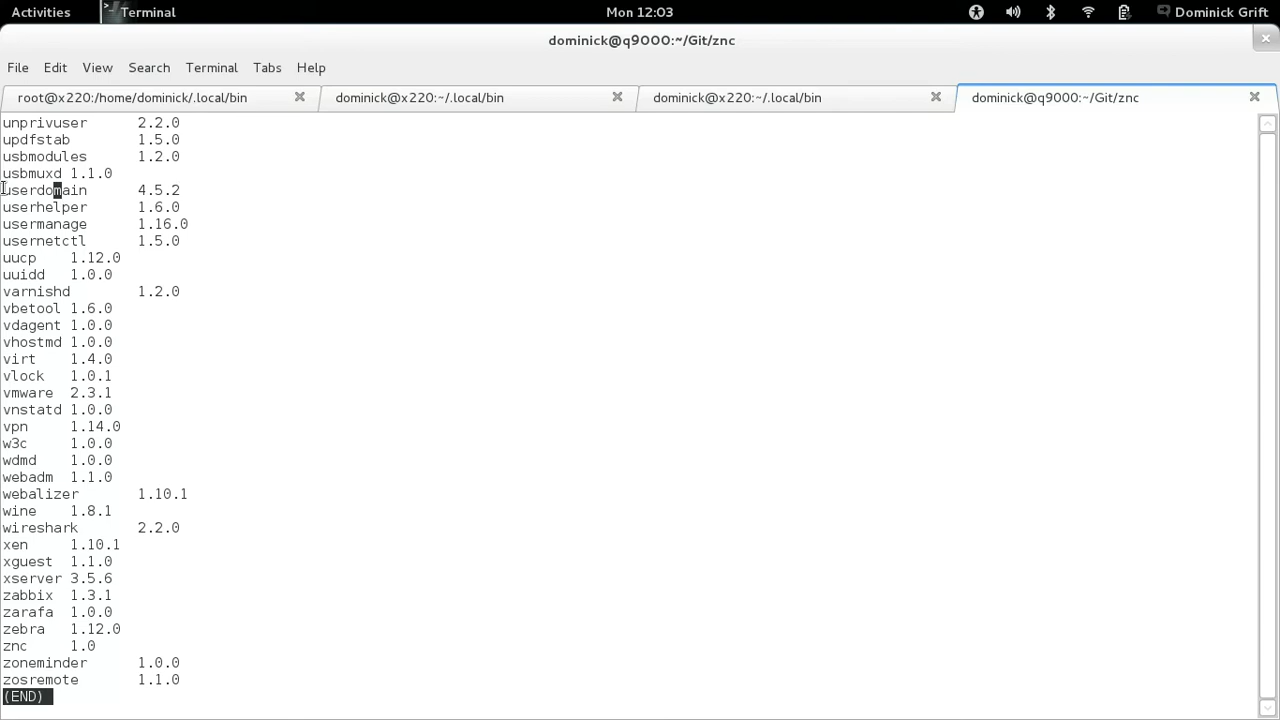 Activities Terminal Mon 12:03 Dominick Grift
dominick@q9000:~/Git/znc
File Edit View Search Terminal Tabs Help
root@x220:/home/dominick/.local/bin dominick@x220:~/.local/bin dominick@x220:~/.local/bin dominick@q9000:~/Git/znc
unprivuser 2.2.0
updfstab 1.5.0
usbmodules 1.2.0
usbmuxd 1.1.0
userdomain 4.5.2
userhelper 1.6.0
usermanage 1.16.0
usernetctl 1.5.0
uucp 1.12.0
uuidd 1.0.0
varnishd 1.2.0
vbetool 1.6.0
vdagent 1.0.0
vhostmd 1.0.0
virt 1.4.0
vlock 1.0.1
vmware 2.3.1
vnstatd 1.0.0
vpn 1.14.0
w3c 1.0.0
wdmd 1.0.0
webadm 1.1.0
webalizer 1.10.1
wine 1.8.1
wireshark 2.2.0
xen 1.10.1
xguest 1.1.0
xserver 3.5.6
zabbix 1.3.1
zarafa 1.0.0
zebra 1.12.0
znc 1.0
zoneminder 1.0.0
zosremote 1.1.0
(END)